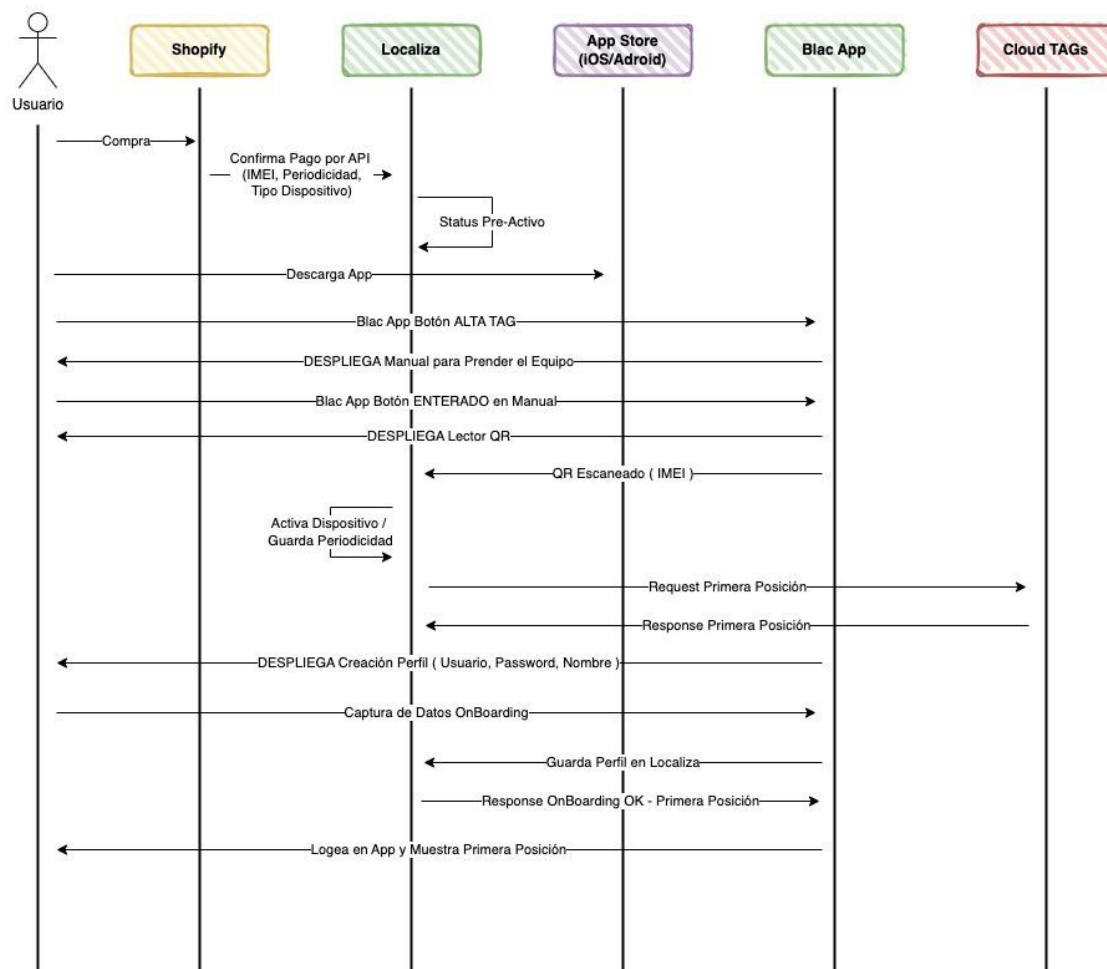 Shopify
Localiza
App Store
(iOS/Adroid)
Blac App
Cloud TAGs
Usuario
Compra
Confirma Pago por API
(IMEI, Periodicidad,
Tipo Dispositivo)
Status Pre-Activo
Descarga App
Blac App Botón ALTA TAG
DESPLIEGA Manual para Prender el Equipo
Blac App Botón ENTERADO en Manual
DESPLIEGA Lector QR
QR Escaneado ( IMEI )
Activa Dispositivo /
Guarda Periodicidad
Request Primera Posición
Response Primera Posición
DESPLIEGA Creación Perfil ( Usuario, Password, Nombre )
Captura de Datos OnBoarding
Guarda Perfil en Localiza
Response OnBoarding OK - Primera Posición
Logea en App y Muestra Primera Posición